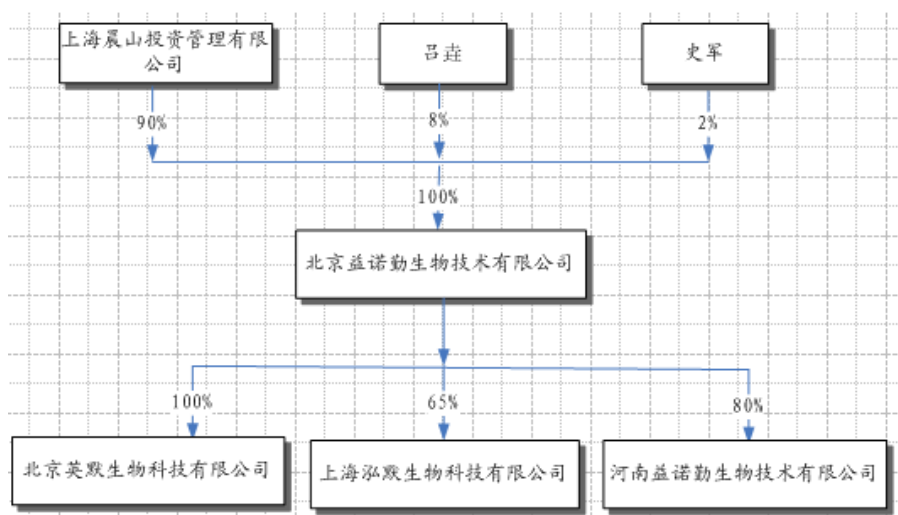 上海晨山投资管理有限
公司
吕垚
史军
90%
8%
2%
100%
北京益诺勤生物技术有限公司
100%
65%
80%
北京英默生物科技有限公司
上海泓默生物科技有限公司
河南益诺勤生物技术有限公司